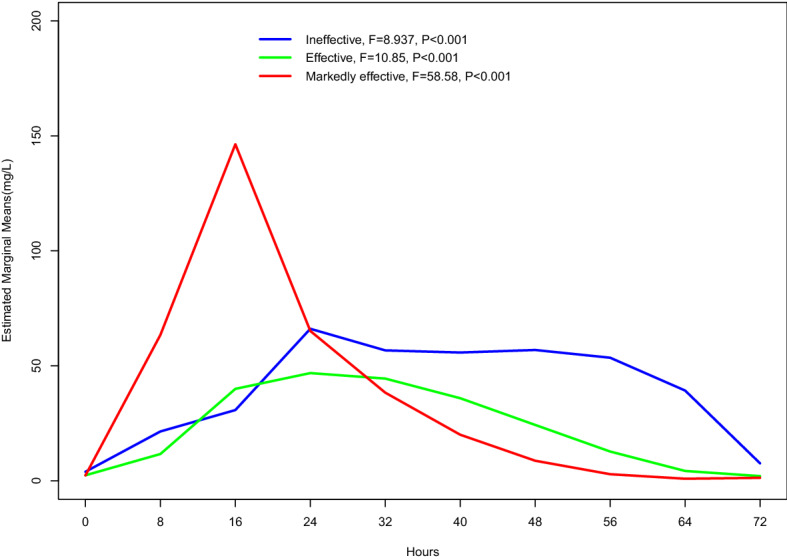 200
150
100
50
0
Estimated Marginal Means(mg/L)
Ineffective, F=8.937, P<0.001
Effective, F=10.85, P<0.001
Markedly effective, F=58.58, P<0.001
0 8 16 24 32 40 48 56 64 72
Hours